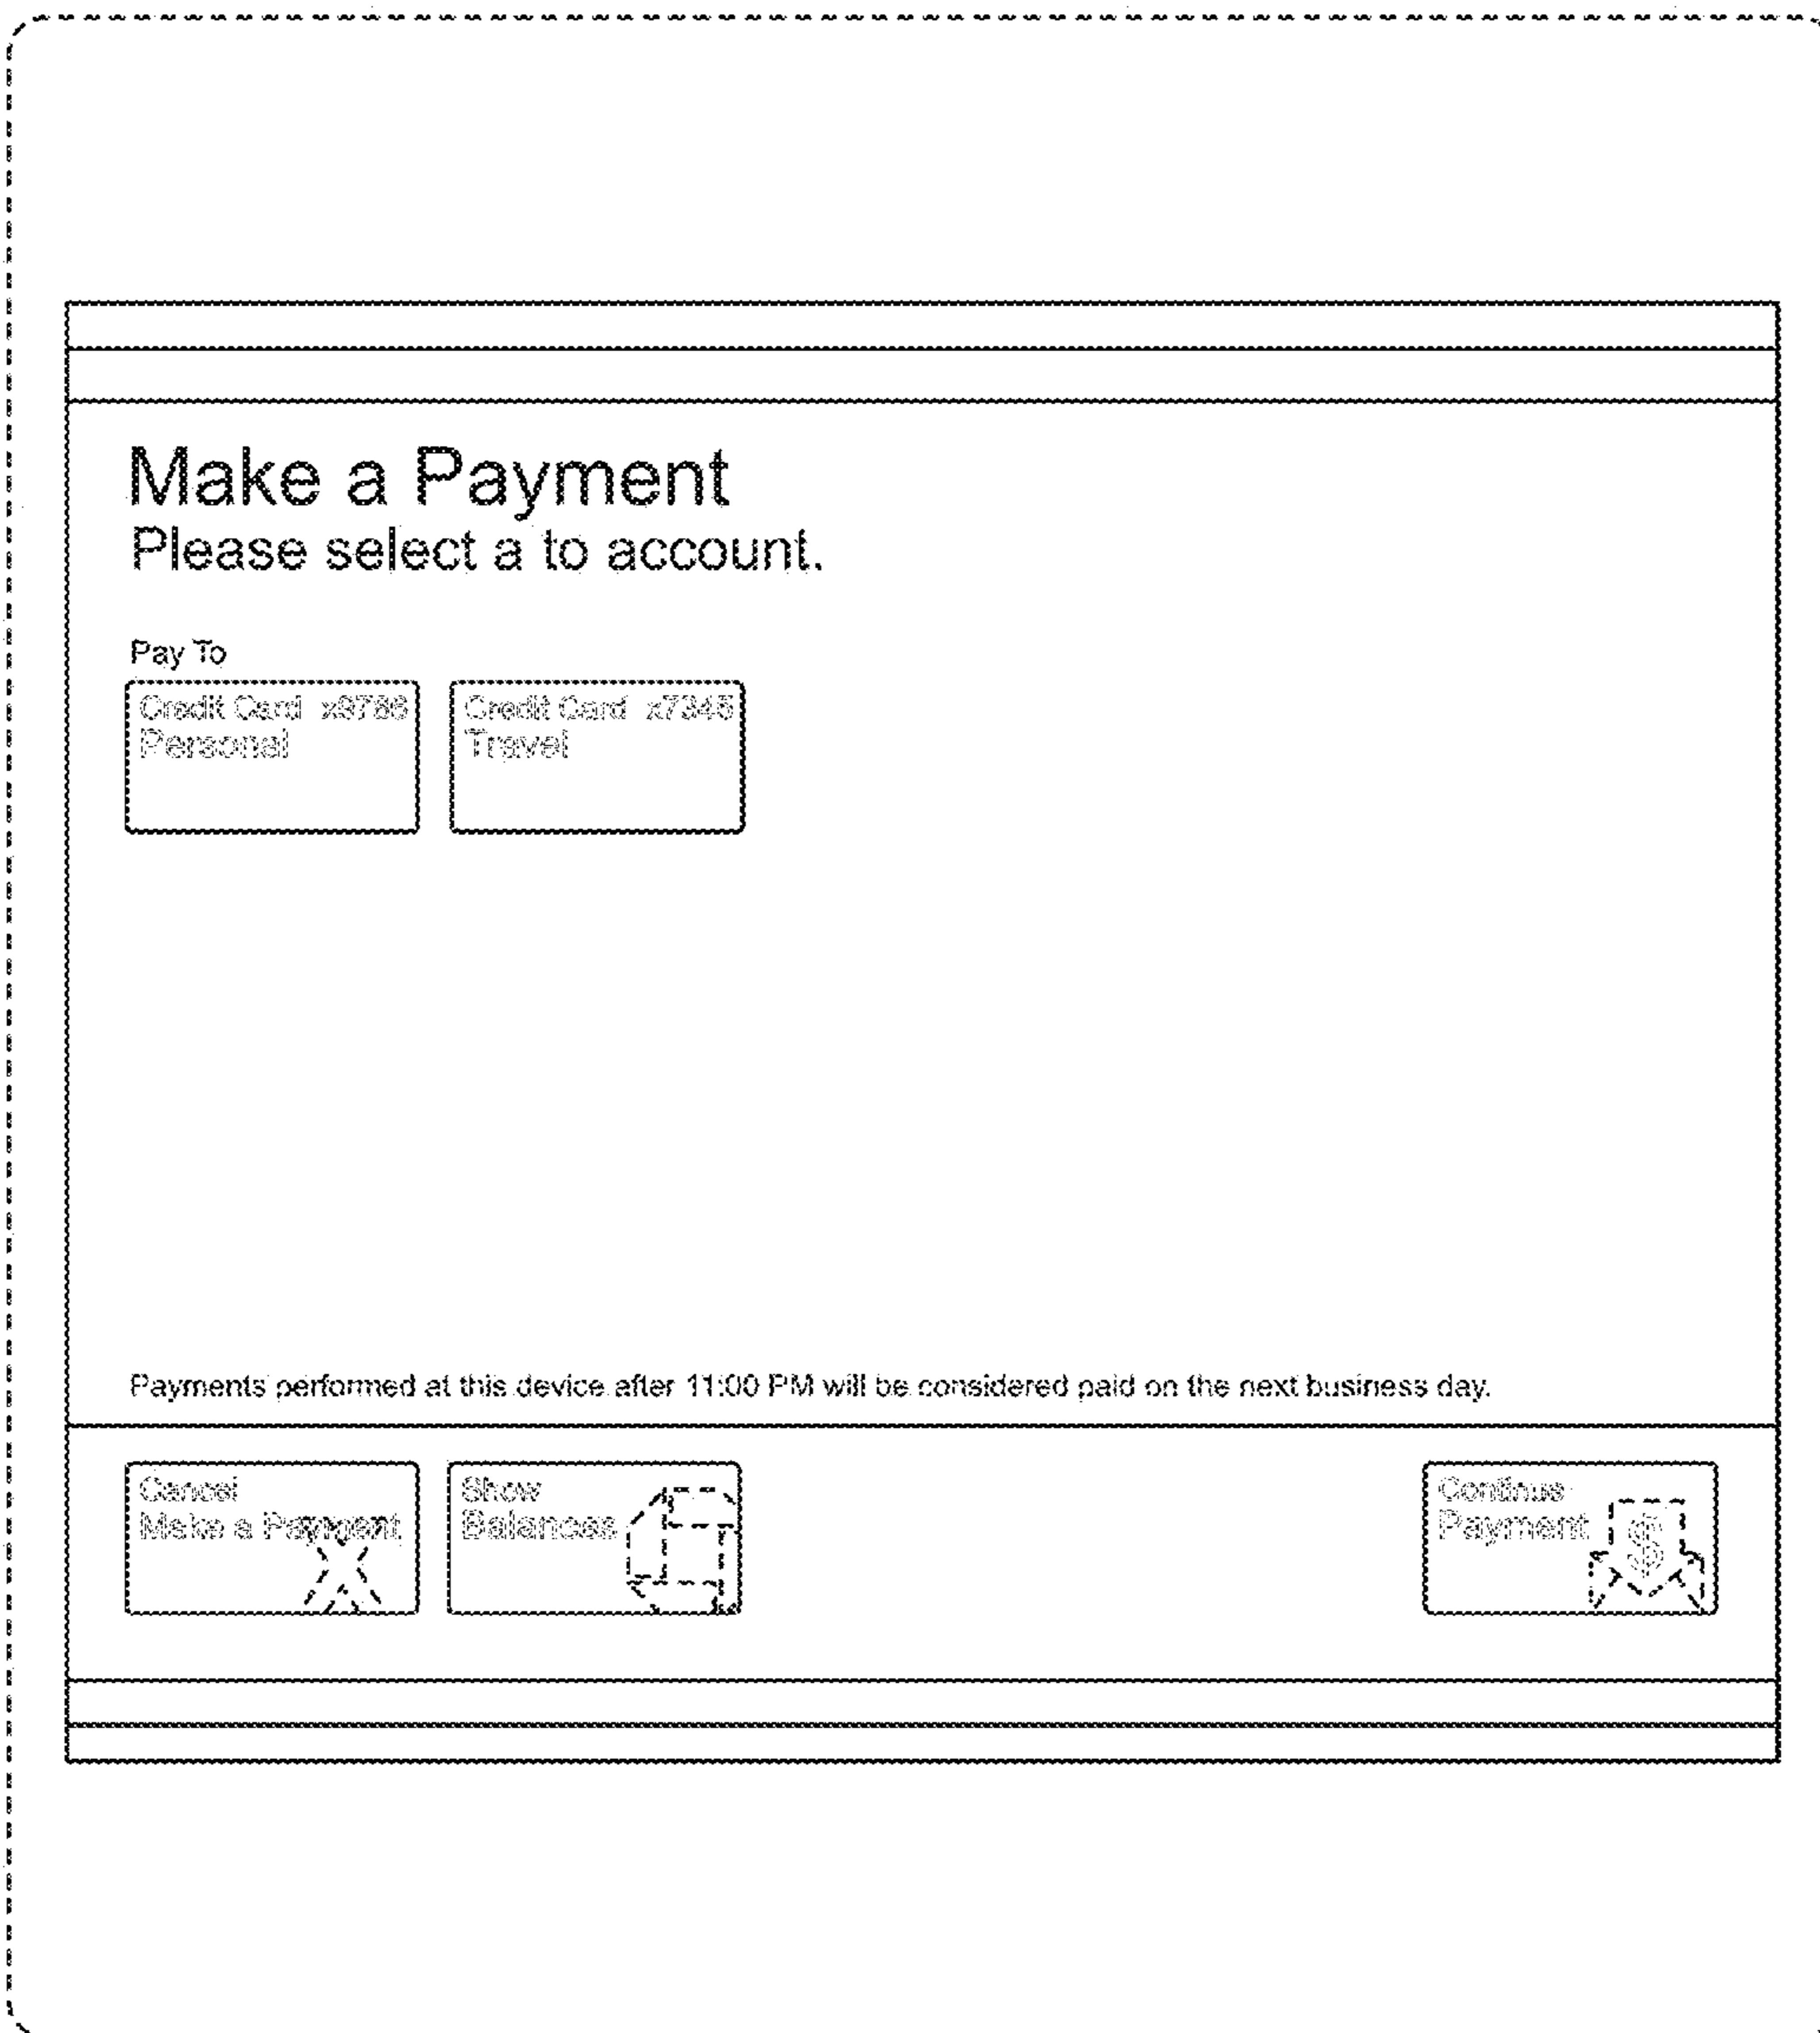 Make a Payment
Please select a to account.
Pay To
Credit Card x9786
Personal
Credit Card x7345
Travel
Payments performed at this device after 11:00 PM will be considered paid on the next business day.
Cancel
Make a Payment
Show
Balances
Continue
Payment
$